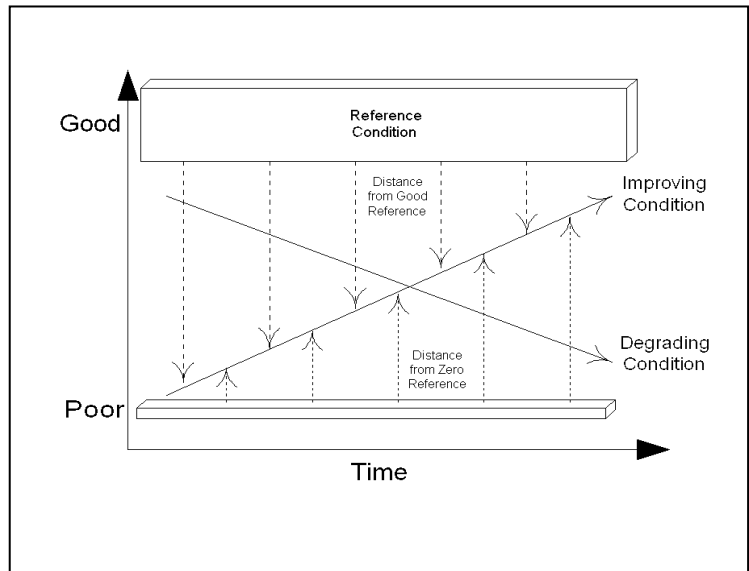 Good
Reference
Condition
Distance
from Good
Reference
Improving
Condition
Degrading
Condition
Distance
from Zero
Reference
Poor
Time